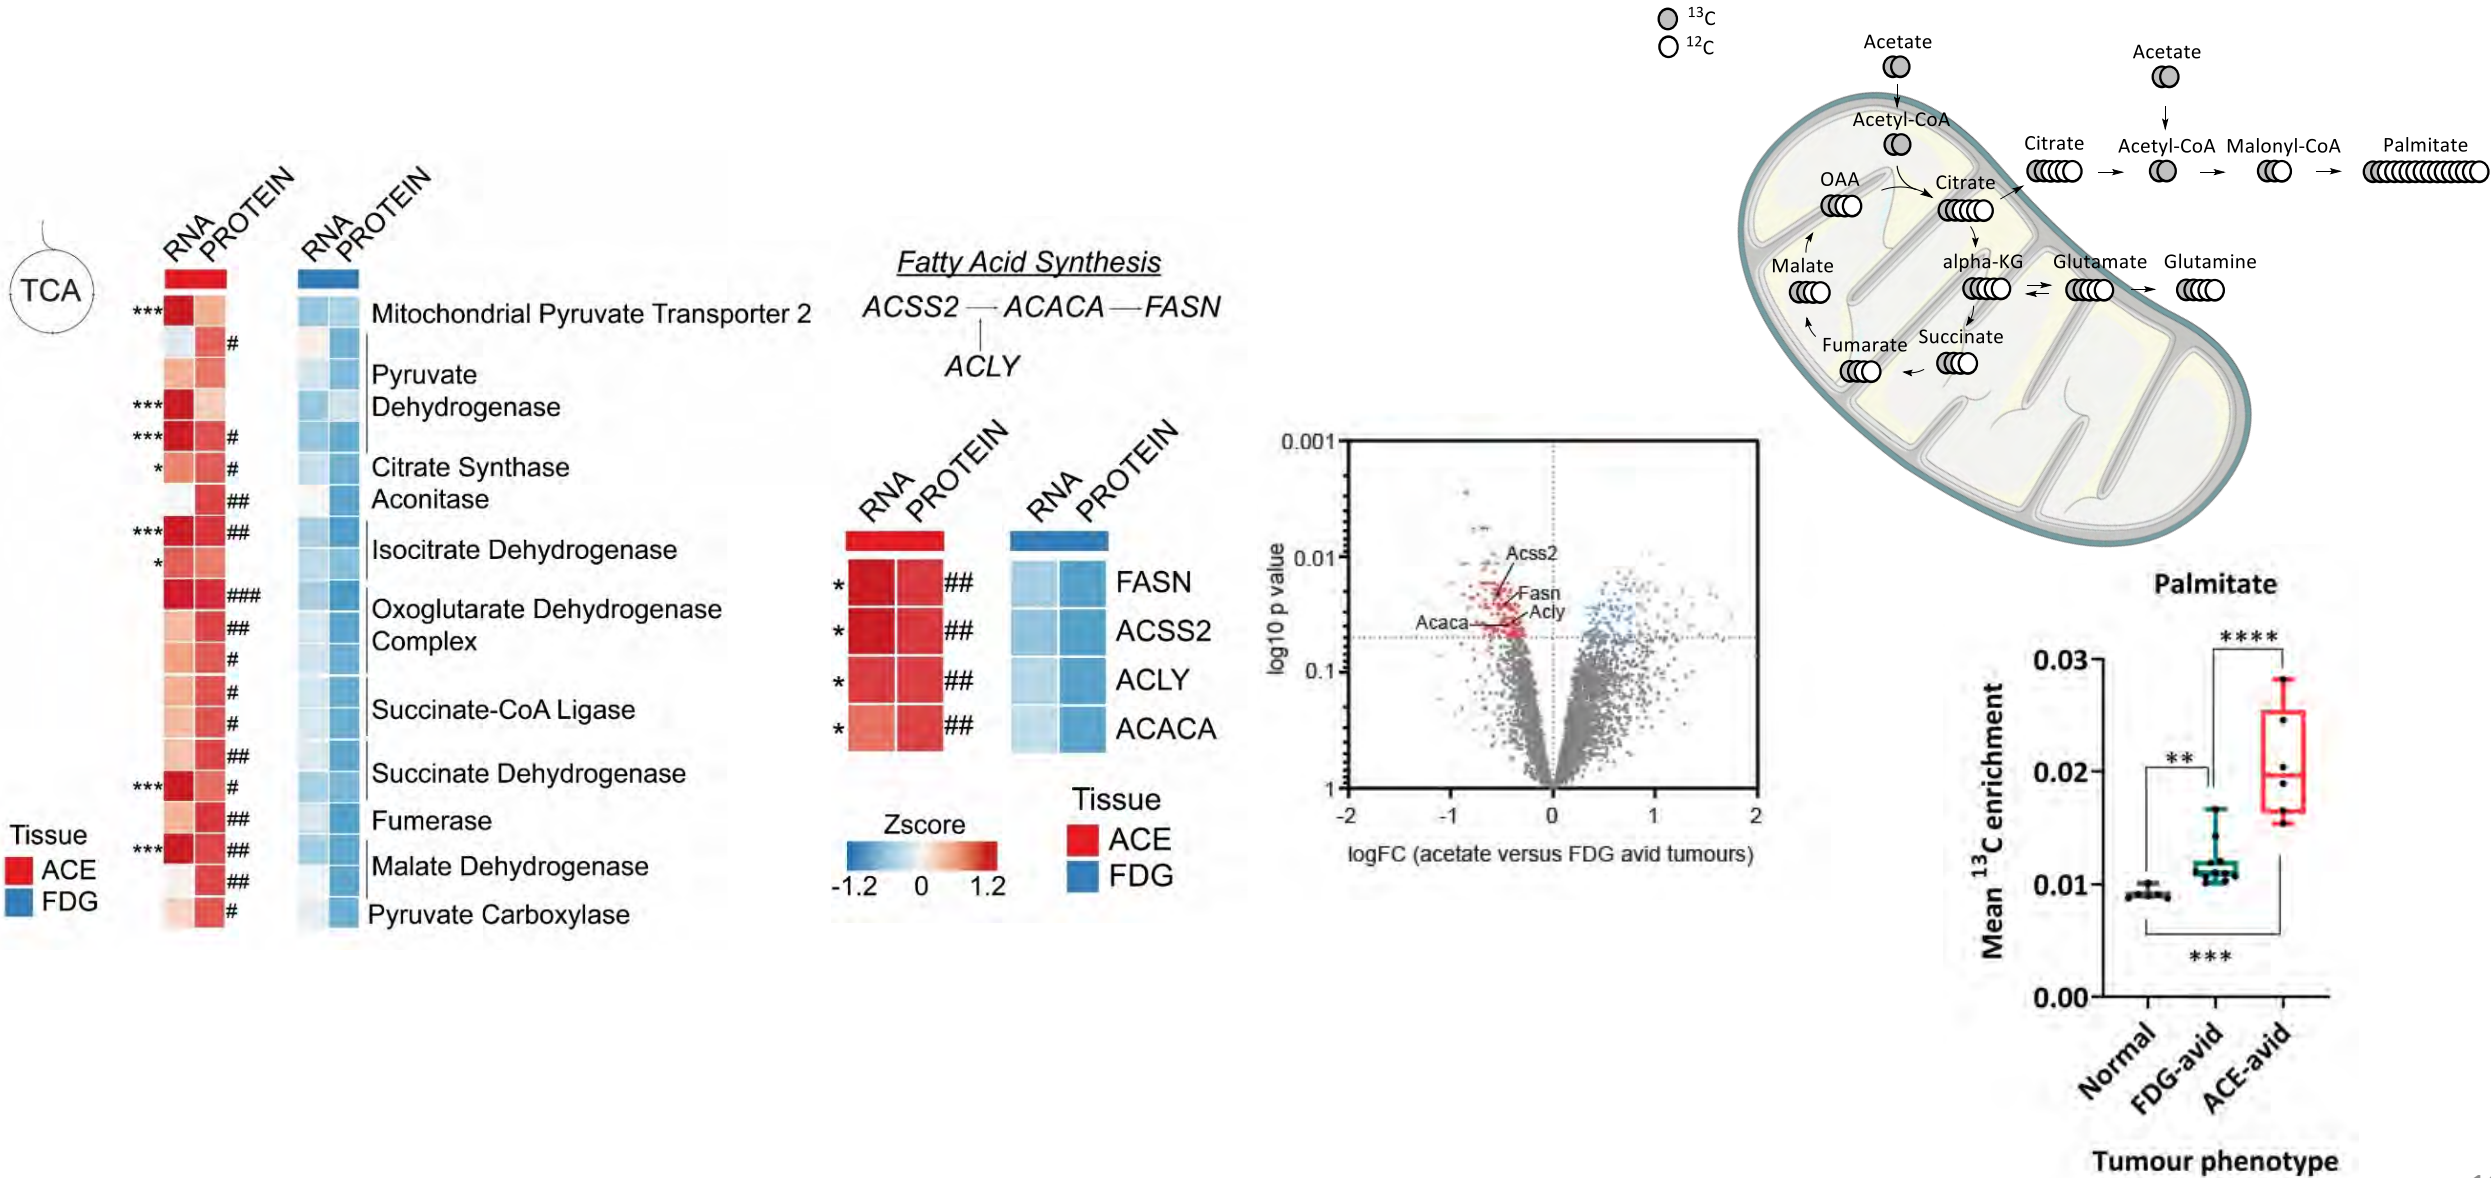 TCA
RNA
PROTEIN
RNA
PROTEIN
***
Mitochondrial Pyruvate Transporter 2
#
Pyruvate
***
Dehydrogenase
***
#
*
#
Citrate Synthase
##
Aconitase
***
##
*
Isocitrate Dehydrogenase
###
Oxoglutarate Dehydrogenase
##
Complex
#
#
Succinate-CoA Ligase
#
##
Succinate Dehydrogenase
***
#
##
Fumerase
***
##
Malate Dehydrogenase
##
#
Pyruvate Carboxylase
Tissue
ACE
FDG
Fatty Acid Synthesis
ACSS2
ACACA
FASN
ACLY
RNA
PROTEIN
RNA
PROTEIN
*
##
FASN
*
##
ACSS2
*
##
ACLY
*
##
ACACA
Zscore
-1.2 0 1.2
Tissue
ACE
FDG
0.001
0.01
0.1
1
log10 p value
Acss2
Fasn
Acly
Acaca
-2 -1 0 1 2
logFC (acetate versus FDG avid tumours)
13C
12C
Acetate
Acetate
Acetyl-CoA
Citrate
Acetyl-CoA
Malonyl-CoA
Palmitate
OAA
Citrate
Malate
alpha-KG
Glutamate
Glutamine
Fumarate
Succinate
Palmitate
****
**
***
0.03
0.02
0.01
0.00
Mean 13C enrichment
Normal
FDG-avid
ACE-avid
Tumour phenotype